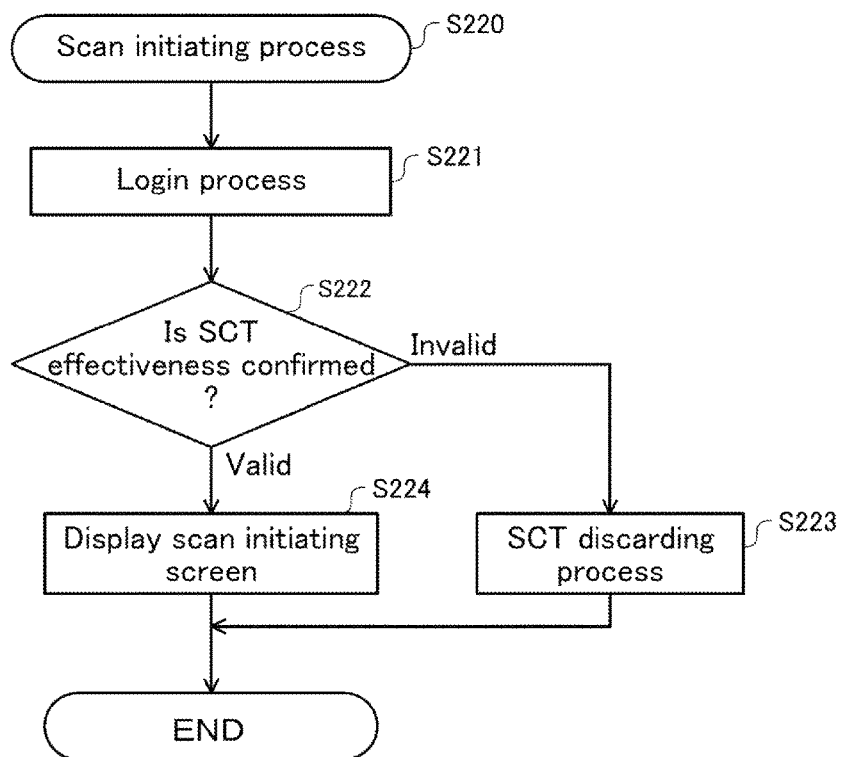 Scan initiating process
S220
Login process
S221
S222
Is SCT
effectiveness confirmed
?
Invalid
Valid
S224
Display scan initiating
screen
S223
SCT discarding
process
END